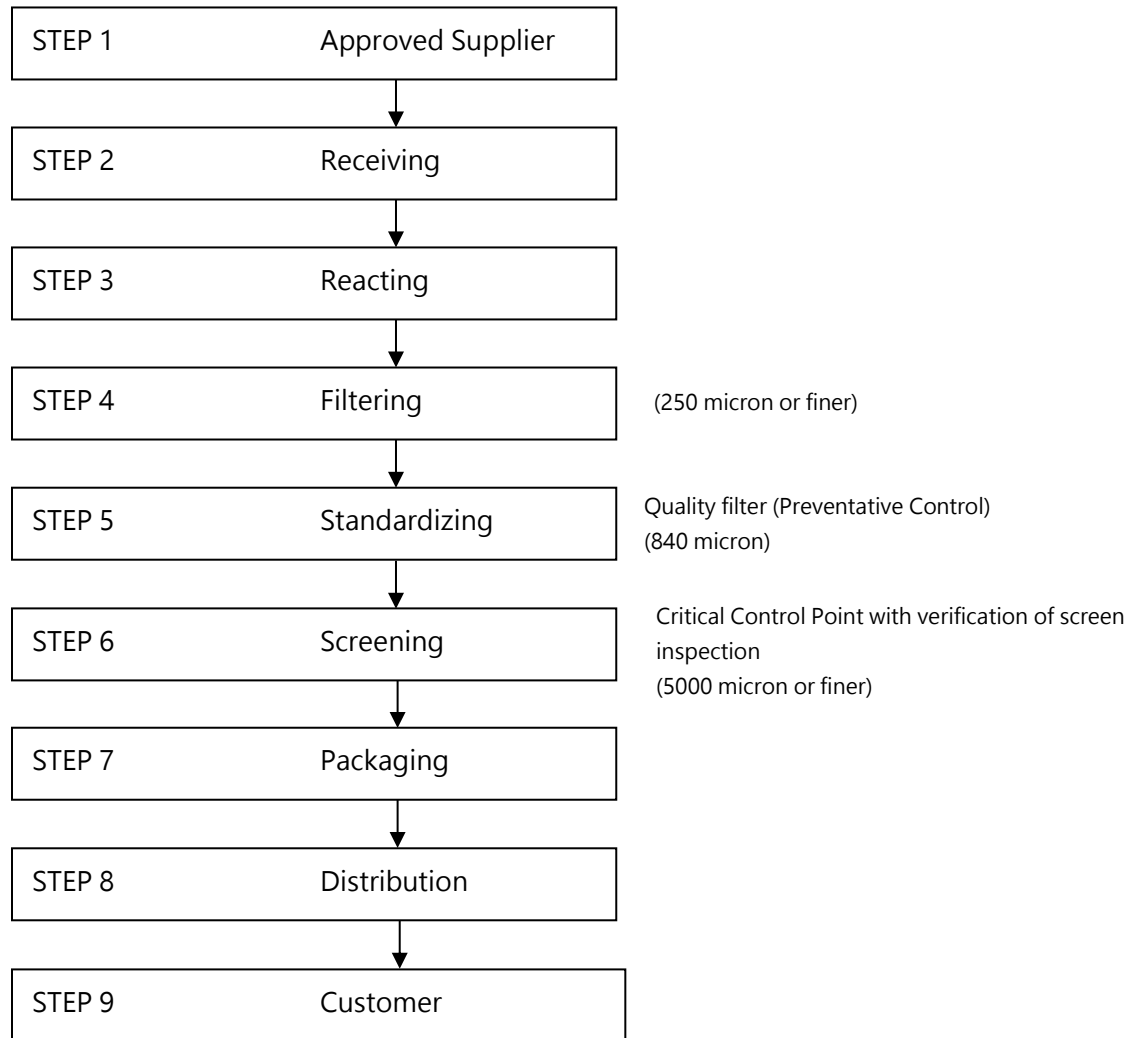 STEP 1 Approved Supplier
STEP 2 Receiving
STEP 3 Reacting
STEP 4 Filtering (250 micron or finer)
STEP 5 Standardizing Quality filter (Preventative Control)
(840 micron)
STEP 6 Screening Critical Control Point with verification of screen
inspection
(5000 micron or finer)
STEP 7 Packaging
STEP 8 Distribution
STEP 9 Customer